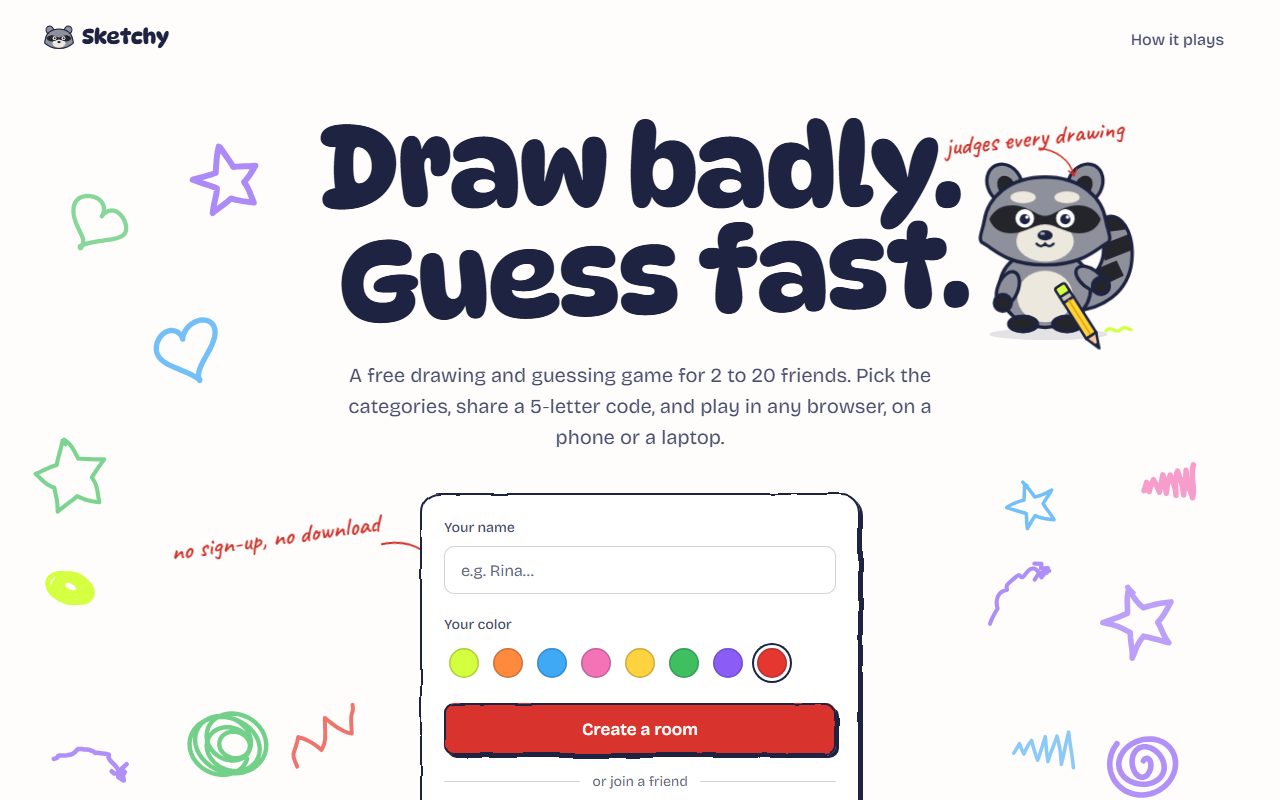 Sketchy
How it plays
Draw badly.
judges every drawing
Guess fast.
A free drawing and guessing game for 2 to 20 friends. Pick the
categories, share a 5-letter code, and play in any browser, on a
phone or a laptop.
no sign-up, no download
Your name
e.g. Rina...
Your color
Create a room
or join a friend